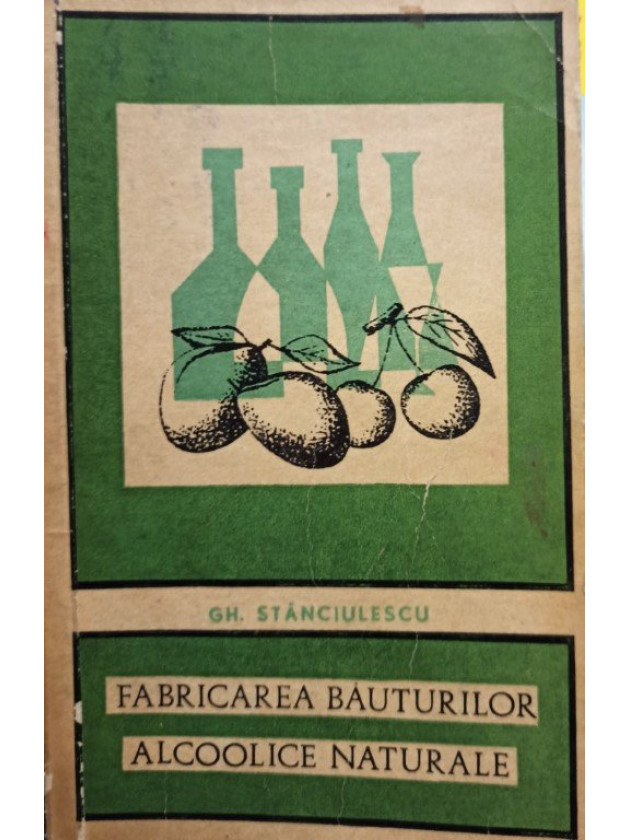 GH. STĂNCIULESCU
FABRICAREA BĂUTURILOR
ALCOOLICE NATURALE